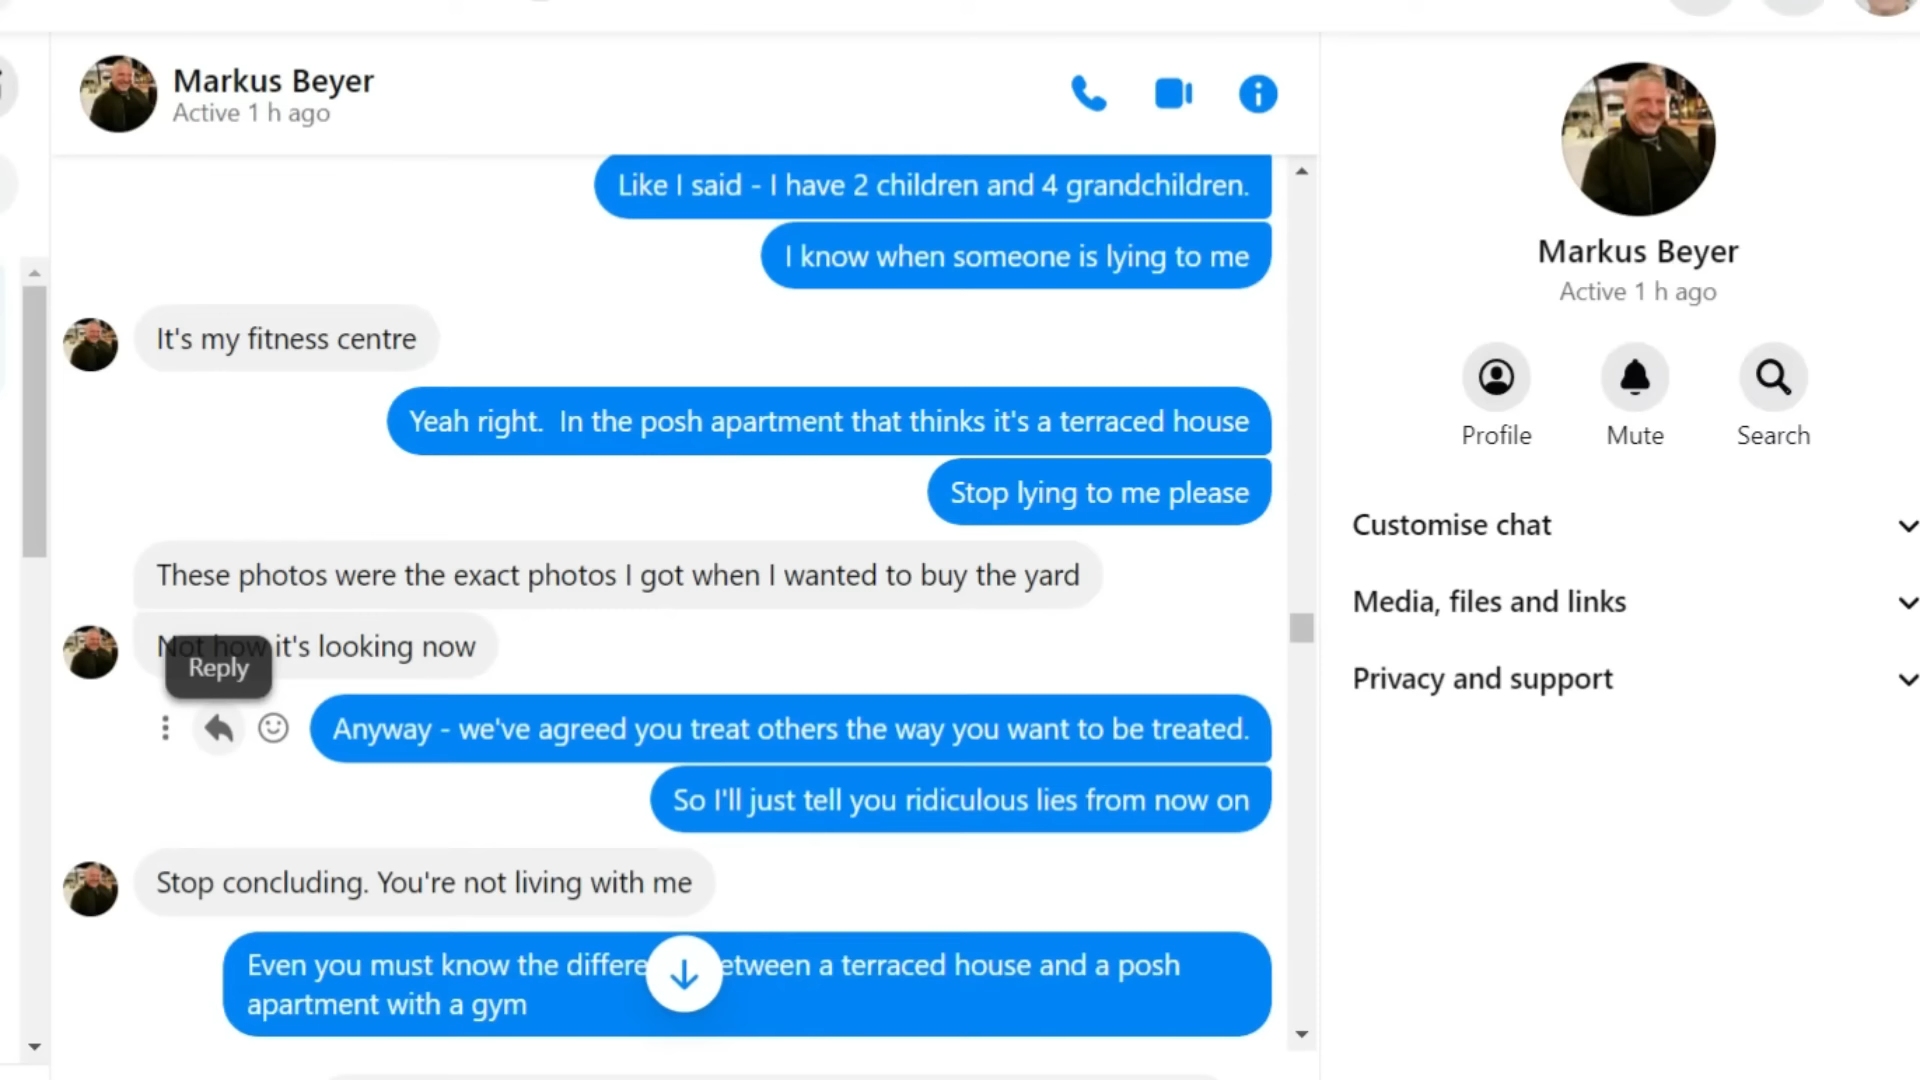 Markus Beyer
Active 1 h ago
Like I said - I have 2 children and 4 grandchildren.
I know when someone is lying to me
It's my fitness centre
Yeah right. In the posh apartment that thinks it's a terraced house
Stop lying to me please
These photos were the exact photos I got when I wanted to buy the yard
Not how it's looking now
Reply
Anyway - we've agreed you treat others the way you want to be treated.
So I'll just tell you ridiculous lies from now on
Stop concluding. You're not living with me
Even you must know the differe etween a terraced house and a posh
apartment with a gym
Markus Beyer
Active 1 h ago
Profile
Mute
Search
Customise chat
Media, files and links
Privacy and support